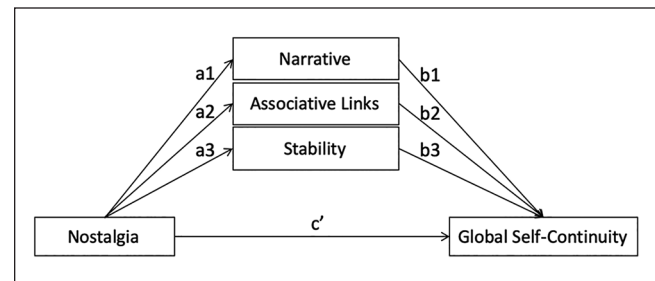 Narrative
a1
b1
Associative Links
a2
b2
Stability
a3
b3
c’
Nostalgia
Global Self-Continuity